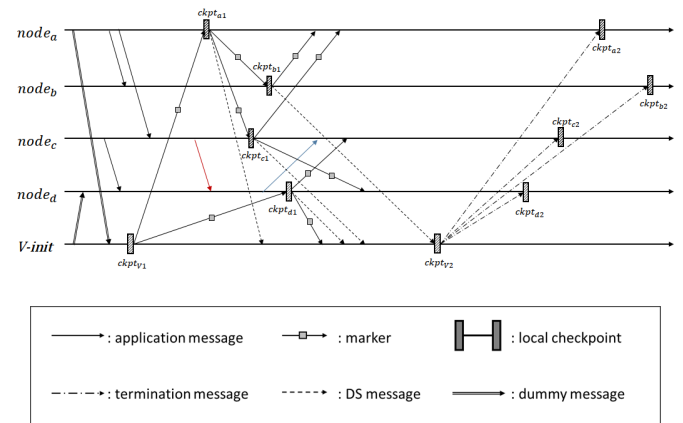 ckpt_a1
node_a
ckpt_a2
ckpt_b1
node_b
ckpt_b2
ckpt_c2
node_c
ckpt_c1
node_d
ckpt_d1
ckpt_d2
V-init
ckpt_V1
ckpt_V2
: application message
: marker
: local checkpoint
: termination message
: DS message
: dummy message